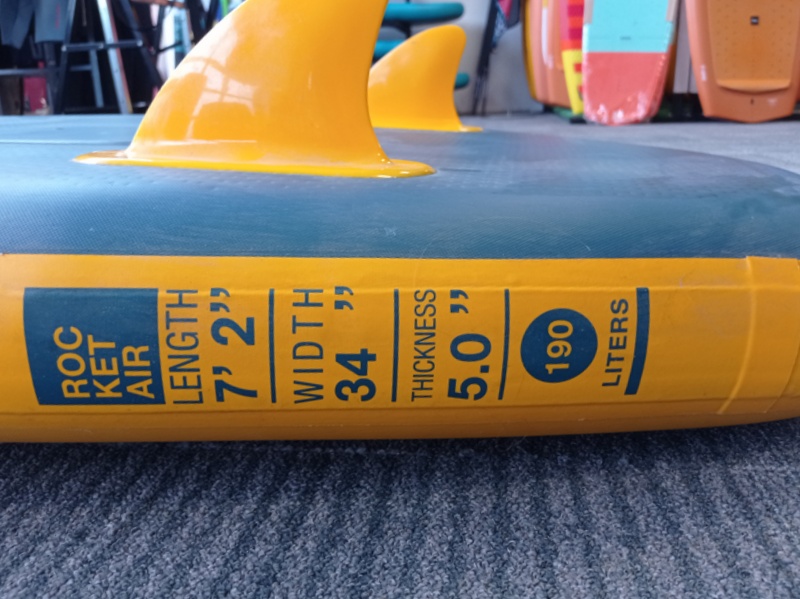 ROC
KET
AIR
LENGTH
7' 2”
WIDTH
34 ”
THICKNESS
5.0 ”
190
LITERS